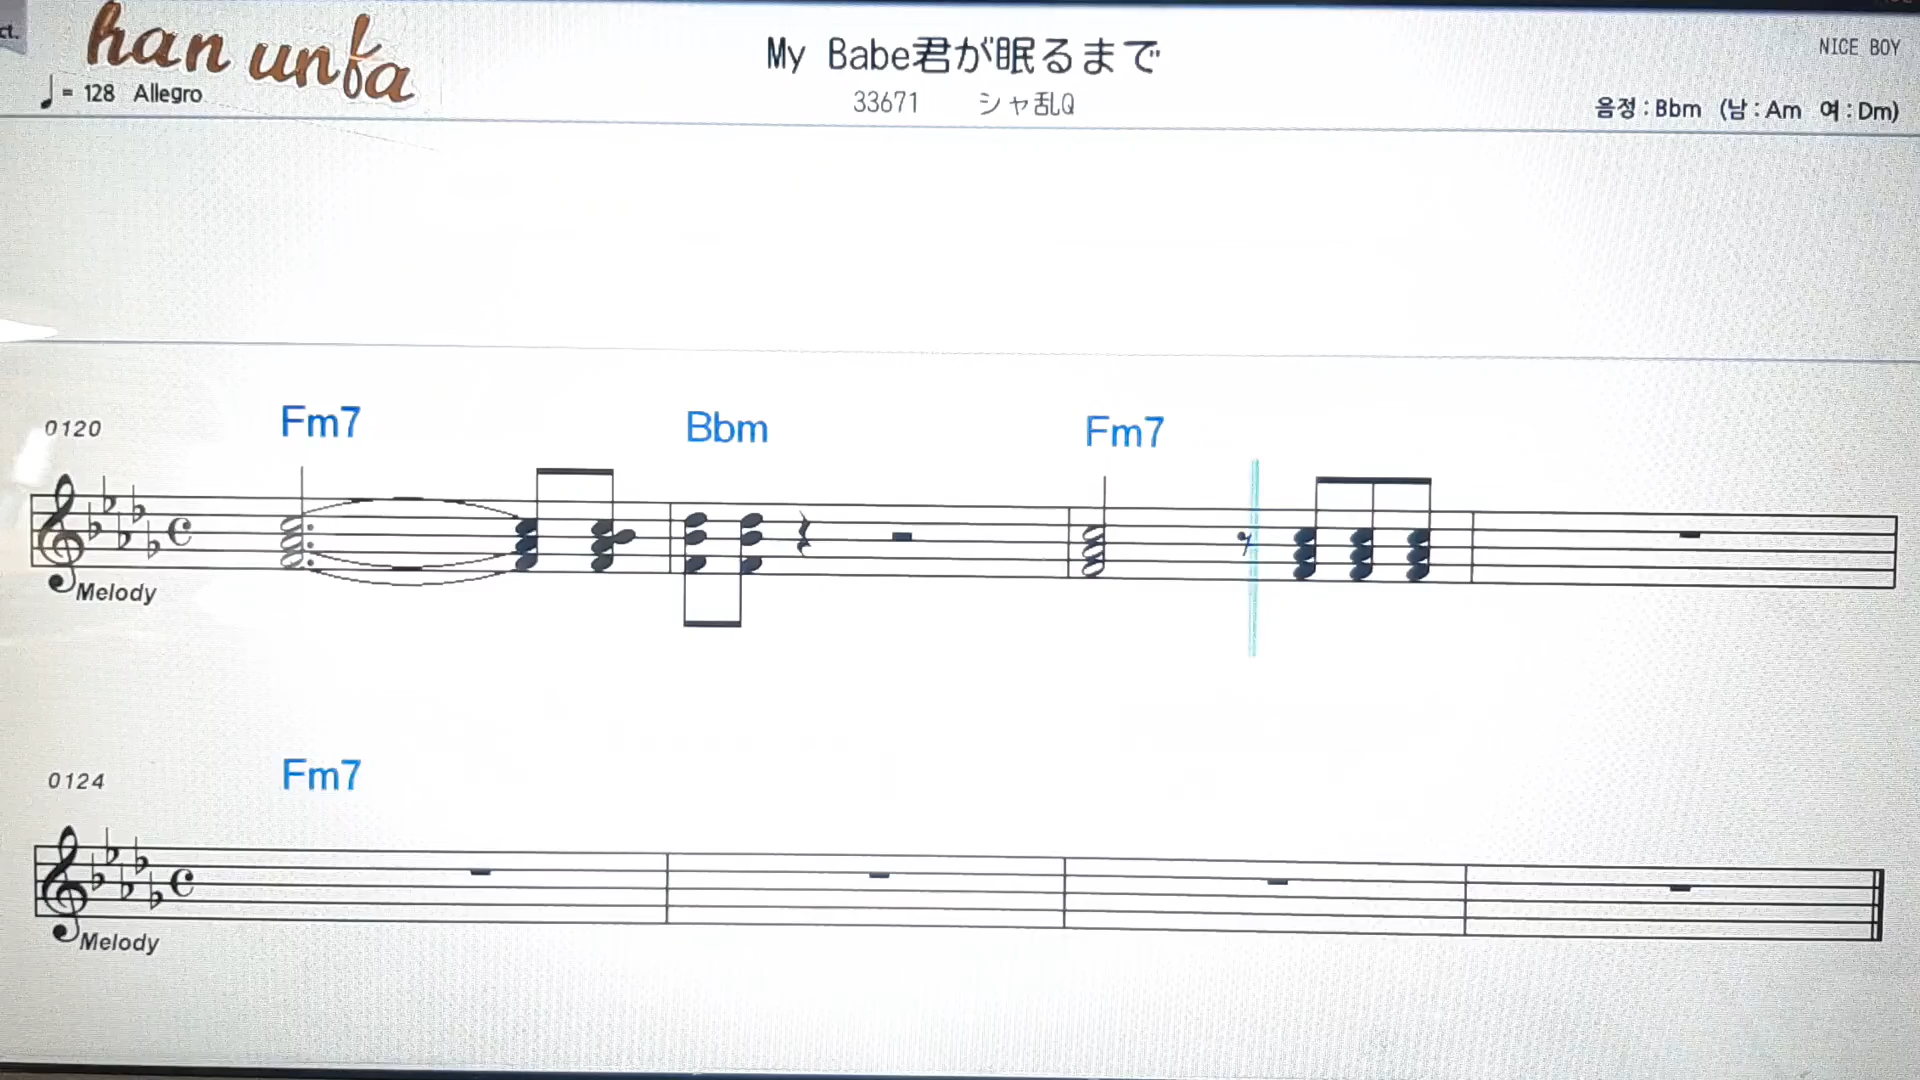 ct.
han unfa
My Babe君が眠るまで
NICE BOY
= 128 Allegro
33671 シャ乱Q
음정 : Bbm (남 : Am 여 : Dm)
0120 Fm7 Bbm Fm7
Melody
0124 Fm7
Melody